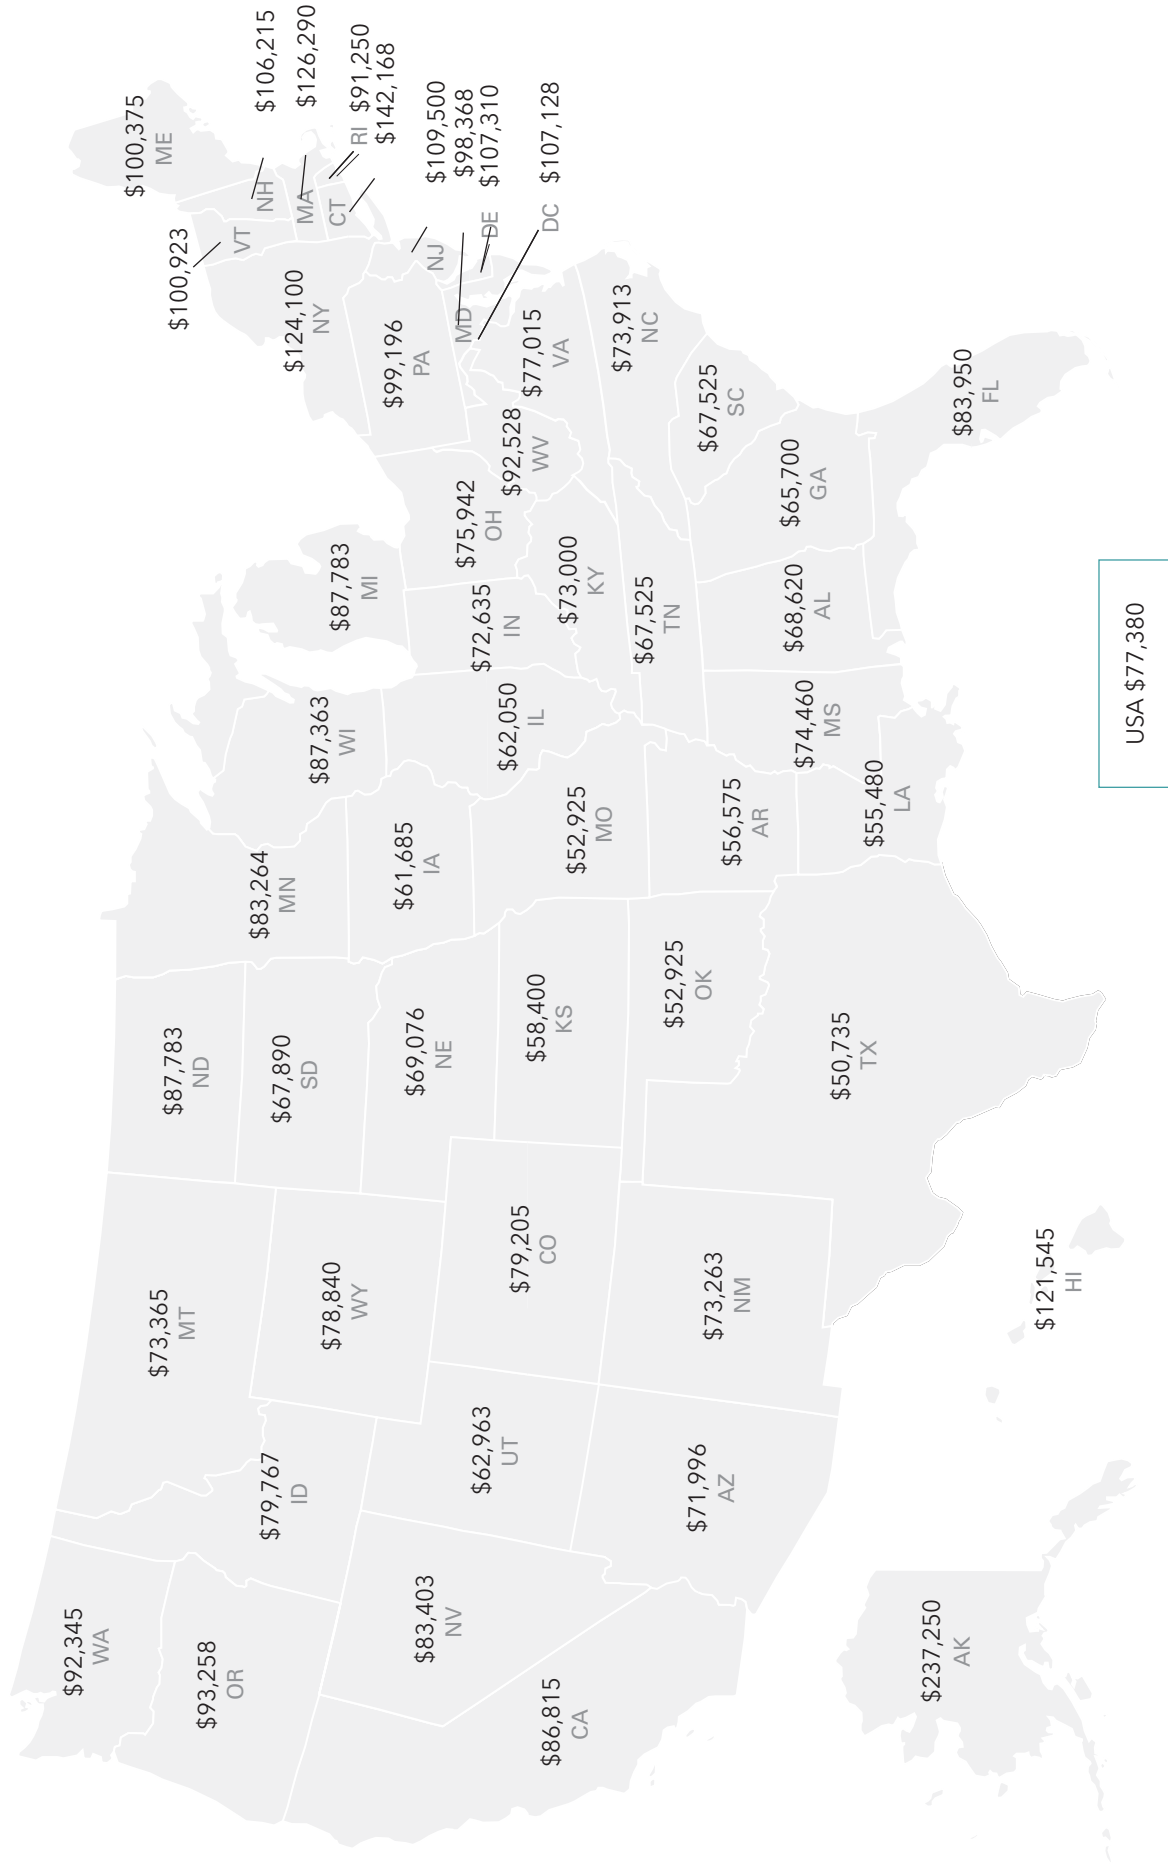 $92,345
WA
$93,258
OR
$86,815
CA
$83,403
NV
$79,767
ID
$73,365
MT
$78,840
WY
$62,963
UT
$71,996
AZ
$79,205
CO
$73,263
NM
$87,783
ND
$67,890
SD
$69,076
NE
$58,400
KS
$52,925
OK
$50,735
TX
$83,264
MN
$61,685
IA
$52,925
MO
$56,575
AR
$55,480
LA
$87,363
WI
$62,050
IL
$74,460
MS
$87,783
MI
$72,635
IN
$75,942
OH
$73,000
KY
$67,525
TN
$68,620
AL
$65,700
GA
$83,950
FL
$67,525
SC
$73,913
NC
$77,015
VA
$92,528
WV
$99,196
PA
$124,100
NY
$100,923
VT
$100,375
ME
NH $106,215
MA $126,290
RI $91,250
CT $142,168
NJ $109,500
MD $98,368
DE $107,310
DC $107,128
$237,250
AK
$121,545
HI
USA $77,380